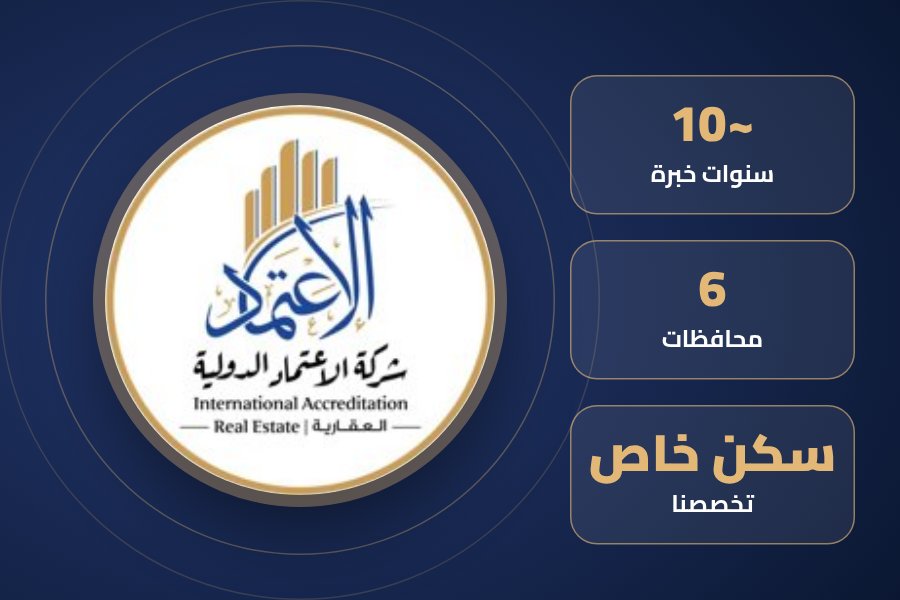 الاعتماد
شركة الاعتماد الدولية
International Accreditation
Real Estate | العقارية
~10
سنوات خبرة
6
محافظات
سكن خاص
تخصصنا